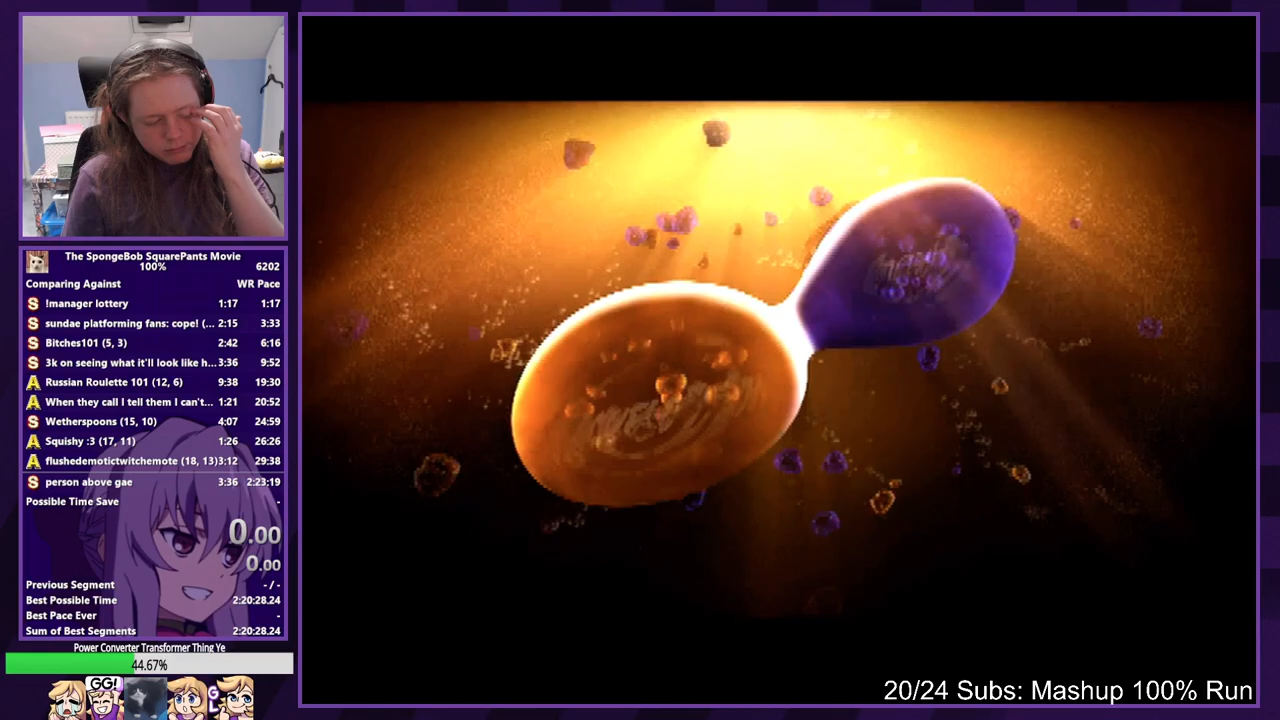 The SpongeBob SquarePants Movie
100% 6202
Comparing Against WR Pace
S !manager lottery 1:17 1:17
S sundae platforming fans: cope! (... 2:15 3:33
S Bitches101 (5, 3) 2:42 6:16
S 3k on seeing what it'll look like h... 3:36 9:52
A Russian Roulette 101 (12, 6) 9:38 19:30
A When they call I tell them I can't... 1:21 20:52
S Wetherspoons (15, 10) 4:07 24:59
A Squishy :3 (17, 11) 1:26 26:26
A flushedemotictwitchemote (18, 13) 3:12 29:38
S person above gae 3:36 2:23:19
Possible Time Save -
0.00
0.00
Previous Segment - / -
Best Possible Time 2:20:28.24
Best Pace Ever -
Sum of Best Segments 2:20:28.24
Power Converter Transformer Thing Ye
44.67%
GG!
GL
20/24 Subs: Mashup 100% Run